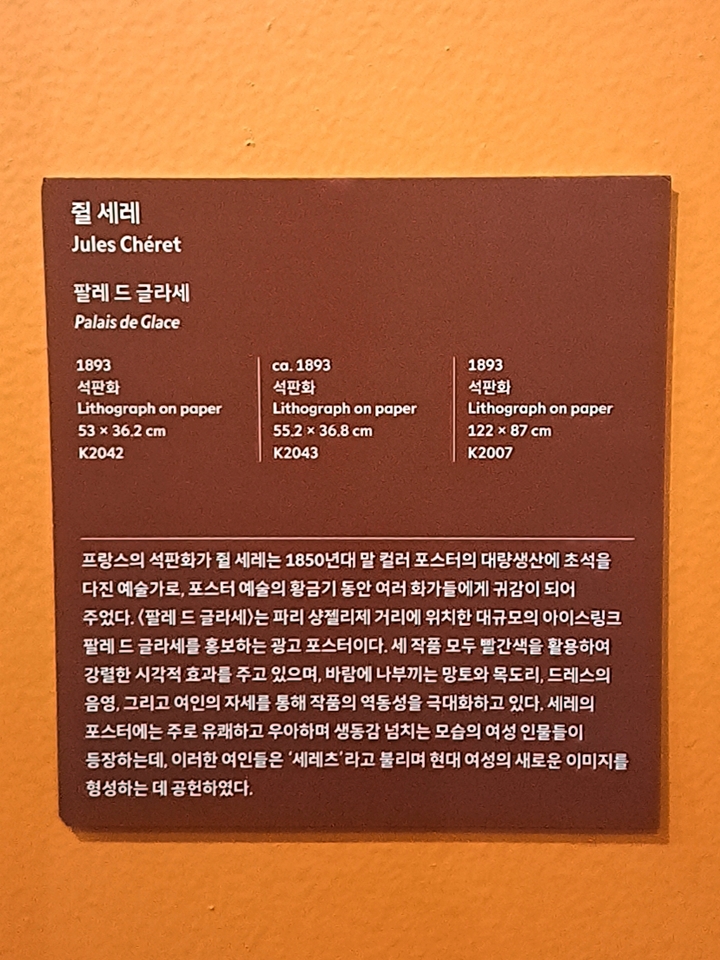 쥘 세레
Jules Chéret
팔레 드 글라세
Palais de Glace
1893
석판화
Lithograph on paper
53 × 36.2 cm
K2042
ca. 1893
석판화
Lithograph on paper
55.2 × 36.8 cm
K2043
1893
석판화
Lithograph on paper
122 × 87 cm
K2007
프랑스의 석판화가 쥘 세레는 1850년대 말 컬러 포스터의 대량생산에 초석을
다진 예술가로, 포스터 예술의 황금기 동안 여러 화가들에게 귀감이 되어
주었다. 〈팔레 드 글라세〉는 파리 샹젤리제 거리에 위치한 대규모의 아이스링크
팔레 드 글라세를 홍보하는 광고 포스터이다. 세 작품 모두 빨간색을 활용하여
강렬한 시각적 효과를 주고 있으며, 바람에 나부끼는 망토와 목도리, 드레스의
음영, 그리고 여인의 자세를 통해 작품의 역동성을 극대화하고 있다. 세레의
포스터에는 주로 유쾌하고 우아하며 생동감 넘치는 모습의 여성 인물들이
등장하는데, 이러한 여인들은 ‘세레츠’라고 불리며 현대 여성의 새로운 이미지를
형성하는 데 공헌하였다.